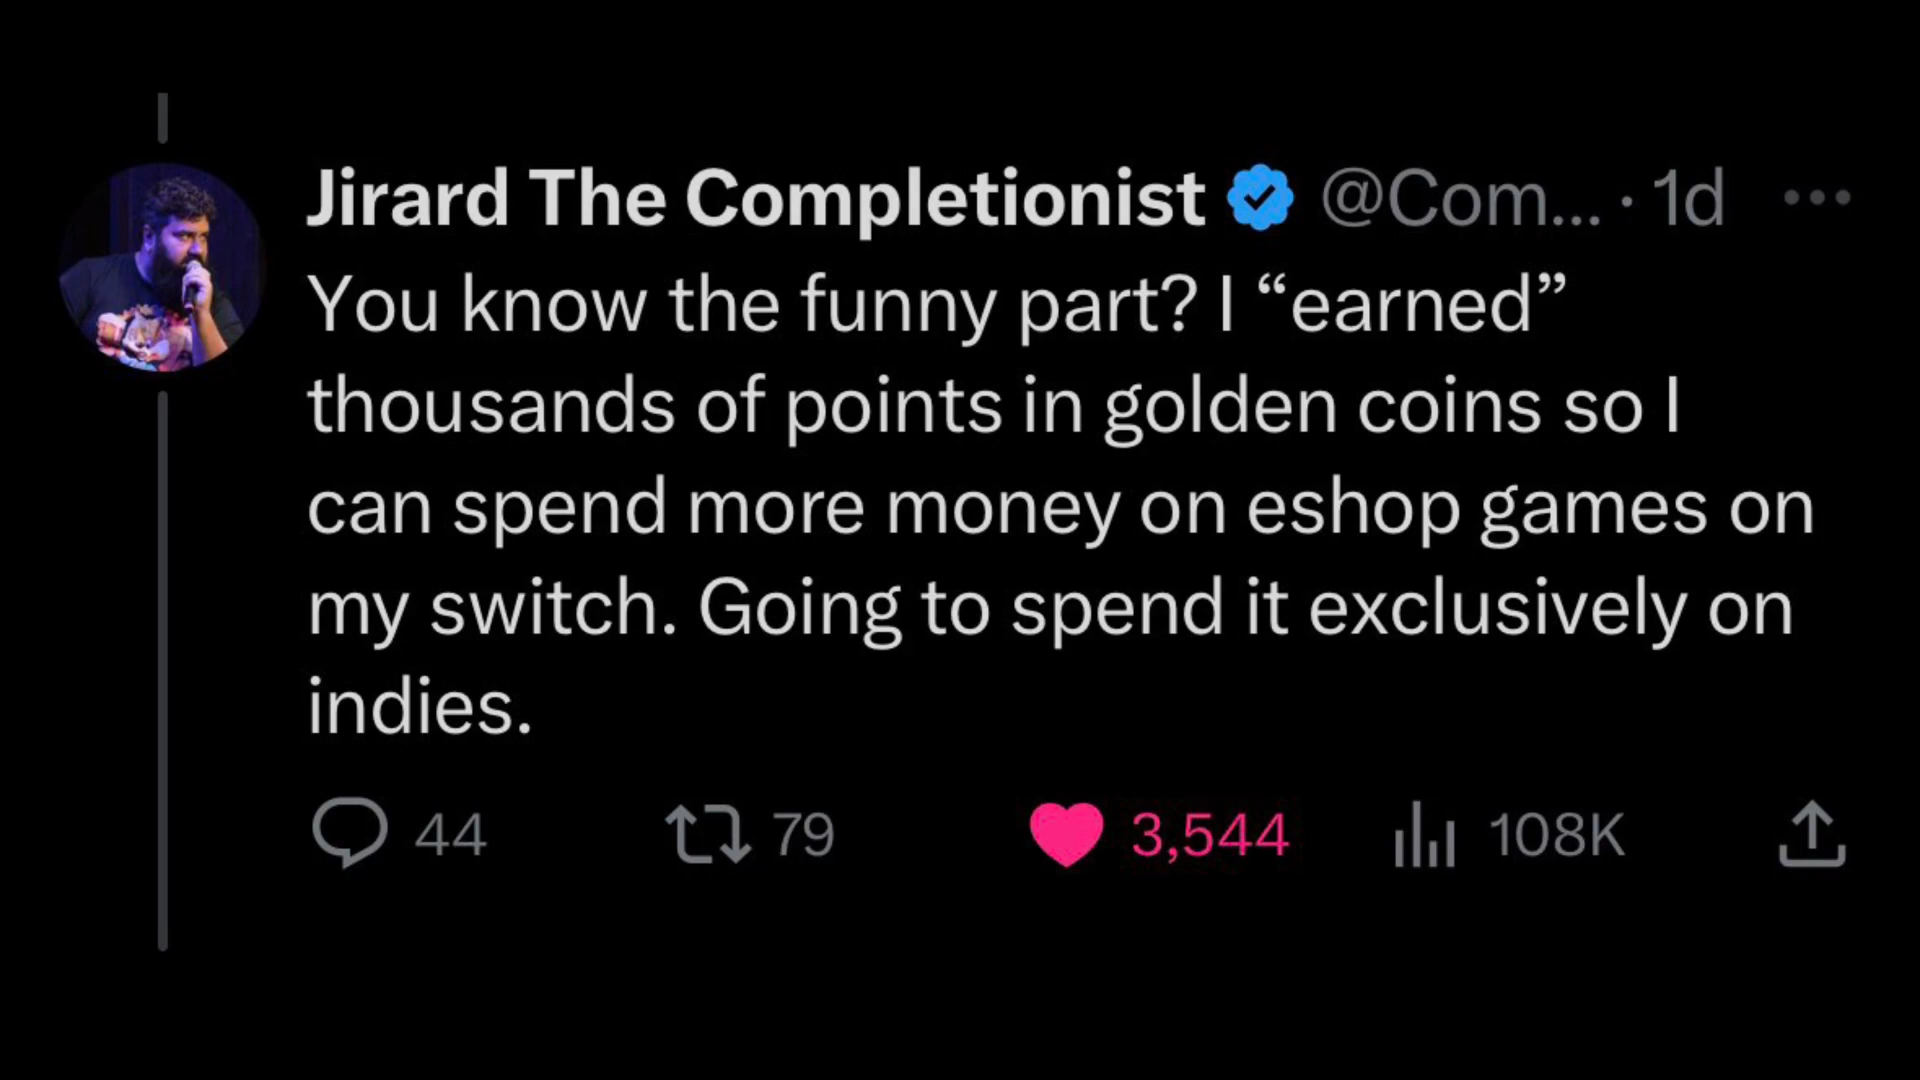 Jirard The Completionist @Com... · 1d
You know the funny part? I “earned”
thousands of points in golden coins so I
can spend more money on eshop games on
my switch. Going to spend it exclusively on
indies.
44 79 3,544 108K